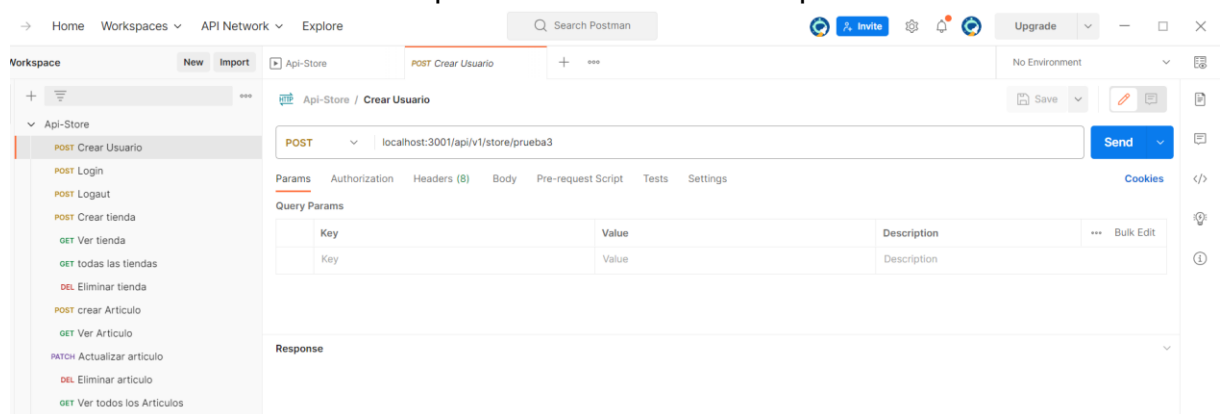 Home Workspaces API Network Explore Search Postman Invite Upgrade
Workspace New Import Api-Store POST Crear Usuario No Environment
Api-Store / Crear Usuario Save
Api-Store
POST Crear Usuario
POST localhost:3001/api/v1/store/prueba3 Send
POST Login
Params Authorization Headers (8) Body Pre-request Script Tests Settings Cookies
POST Logaut
Query Params
POST Crear tienda
Key Value Description Bulk Edit
GET Ver tienda
Key Value Description
GET todas las tiendas
DEL Eliminar tienda
POST crear Articulo
GET Ver Articulo
Response
PATCH Actualizar articulo
DEL Eliminar articulo
GET Ver todos los Articulos